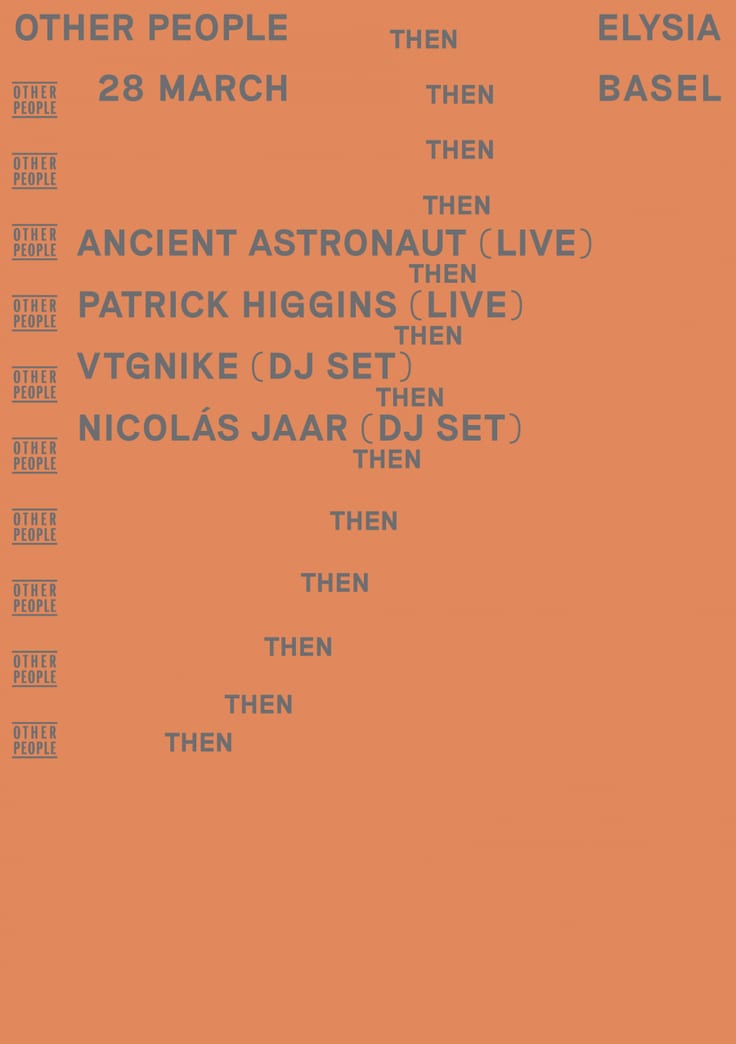 OTHER PEOPLE THEN ELYSIA
28 MARCH THEN BASEL
OTHER
PEOPLE
THEN
OTHER
PEOPLE
THEN
OTHER
PEOPLE
ANCIENT ASTRONAUT (LIVE)
THEN
OTHER
PEOPLE
PATRICK HIGGINS (LIVE)
THEN
OTHER
PEOPLE
VTGNIKE (DJ SET)
THEN
NICOLÁS JAAR (DJ SET)
OTHER
PEOPLE
THEN
OTHER
PEOPLE
THEN
OTHER
PEOPLE
THEN
OTHER
PEOPLE
THEN
THEN
OTHER
PEOPLE
THEN